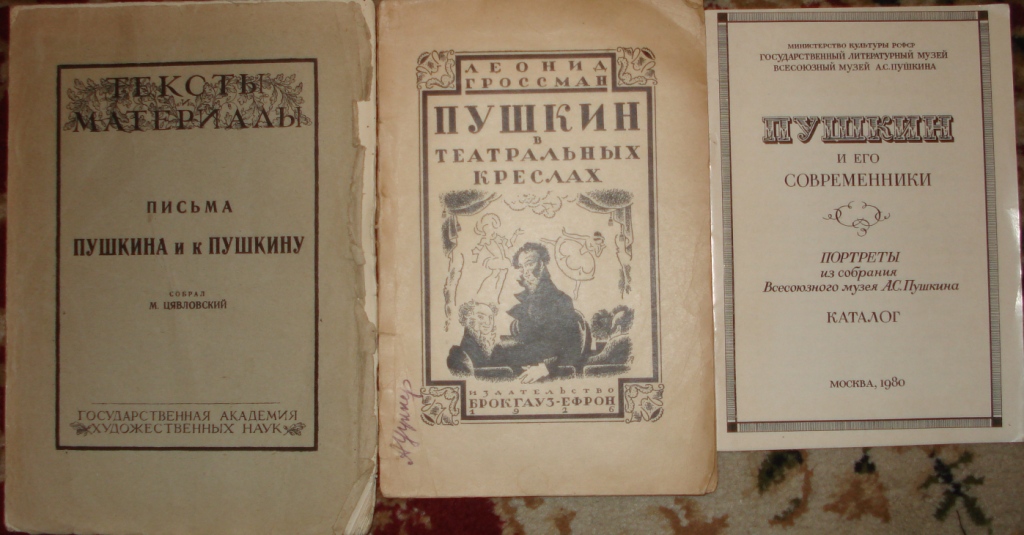 ТЕКСТЫ
И
МАТЕРИАЛЫ
ПИСЬМА
ПУШКИНА и к ПУШКИНУ
СОБРАЛ
М. ЦЯВЛОВСКИЙ
ГОСУДАРСТВЕННАЯ АКАДЕМИЯ
ХУДОЖЕСТВЕННЫХ НАУК
ЛЕОНИД
ГРОССМАН
ПУШКИН
в
ТЕАТРАЛЬНЫХ
КРЕСЛАХ
ИЗДАТЕЛЬСТВО
БРОКГАУЗ-ЕФРОН
1926
МИНИСТЕРСТВО КУЛЬТУРЫ РСФСР
ГОСУДАРСТВЕННЫЙ ЛИТЕРАТУРНЫЙ МУЗЕЙ
ВСЕСОЮЗНЫЙ МУЗЕЙ А.С.ПУШКИНА
ПУШКИН
И ЕГО
СОВРЕМЕННИКИ
ПОРТРЕТЫ
из собрания
Всесоюзного музея А.С.Пушкина
КАТАЛОГ
МОСКВА, 1980